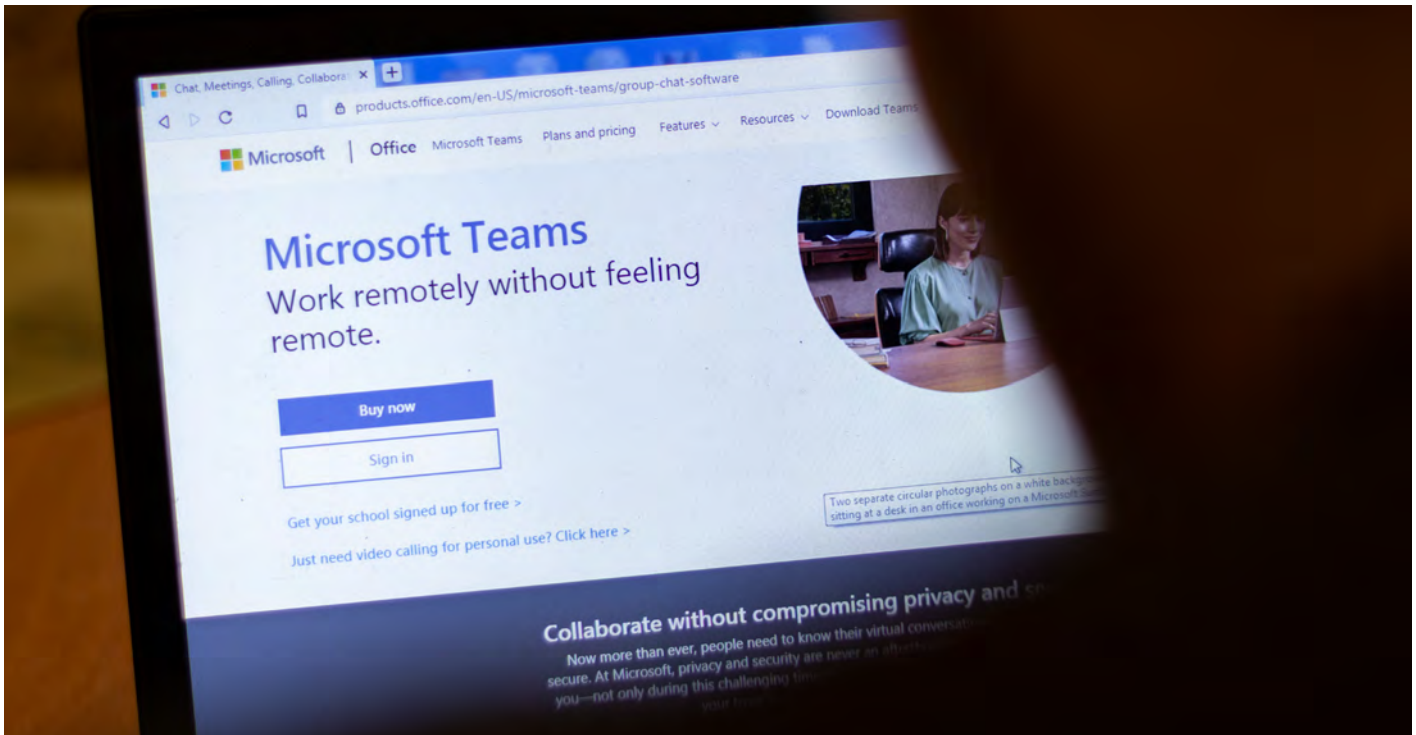 Chat, Meetings, Calling, Collabora
products.office.com/en-US/microsoft-teams/group-chat-software
Microsoft | Office Microsoft Teams Plans and pricing Features Resources Download Teams
Microsoft Teams
Work remotely without feeling
remote.
Buy now
Sign in
Get your school signed up for free >
Just need video calling for personal use? Click here >
Two separate circular photographs on a white
sitting at a desk in an office working on a Microsoft
Collaborate without compromising privacy and
Now more than ever, people need to know their virtual
secure. At Microsoft, privacy and security are never an
you—not only during this challenging
your